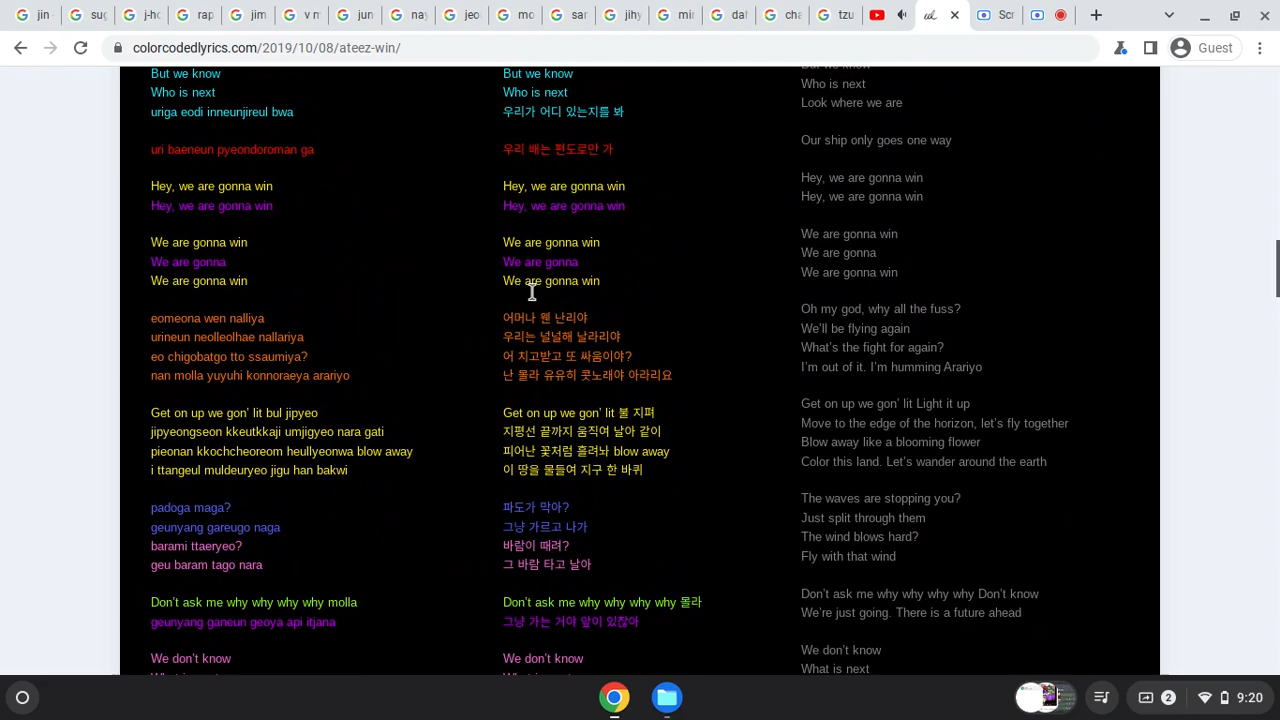 jin
sug
j-ho
rap
jim
v m
jun
nay
jeo
mo
sar
jihy
mir
dal
cha
tzu
Scr
colorcodedlyrics.com/2019/10/08/ateez-win/
Guest
But we know
Who is next
uriga eodi inneunjireul bwa
uri baeneun pyeondoroman ga
Hey, we are gonna win
Hey, we are gonna win
We are gonna win
We are gonna
We are gonna win
eomeona wen nalliya
urineun neolleolhae nallariya
eo chigobatgo tto ssaumiya?
nan molla yuyuhi konnoraeya arariyo
Get on up we gon’ lit bul jipyeo
jipyeongseon kkeutkkaji umjigyeo nara gati
pieonan kkochcheoreom heullyeonwa blow away
i ttangeul muldeuryeo jigu han bakwi
padoga maga?
geunyang gareugo naga
barami ttaeryeo?
geu baram tago nara
Don’t ask me why why why why molla
geunyang ganeun geoya api itjana
We don’t know
But we know
Who is next
우리가 어디 있는지를 봐
우리 배는 편도로만 가
Hey, we are gonna win
Hey, we are gonna win
We are gonna win
We are gonna
We are gonna win
어머나 웬 난리야
우리는 널널해 날라리야
어 치고받고 또 싸움이야?
난 몰라 유유히 콧노래야 아라리요
Get on up we gon’ lit 불 지펴
지평선 끝까지 움직여 날아 같이
피어난 꽃처럼 흘려놔 blow away
이 땅을 물들여 지구 한 바퀴
파도가 막아?
그냥 가르고 나가
바람이 때려?
그 바람 타고 날아
Don’t ask me why why why why 몰라
그냥 가는 거야 앞이 있잖아
We don’t know
But we know
Who is next
Look where we are
Our ship only goes one way
Hey, we are gonna win
Hey, we are gonna win
We are gonna win
We are gonna
We are gonna win
Oh my god, why all the fuss?
We’ll be flying again
What’s the fight for again?
I’m out of it. I’m humming Arariyo
Get on up we gon’ lit Light it up
Move to the edge of the horizon, let’s fly together
Blow away like a blooming flower
Color this land. Let’s wander around the earth
The waves are stopping you?
Just split through them
The wind blows hard?
Fly with that wind
Don’t ask me why why why why Don’t know
We’re just going. There is a future ahead
We don’t know
What is next
2
9:20